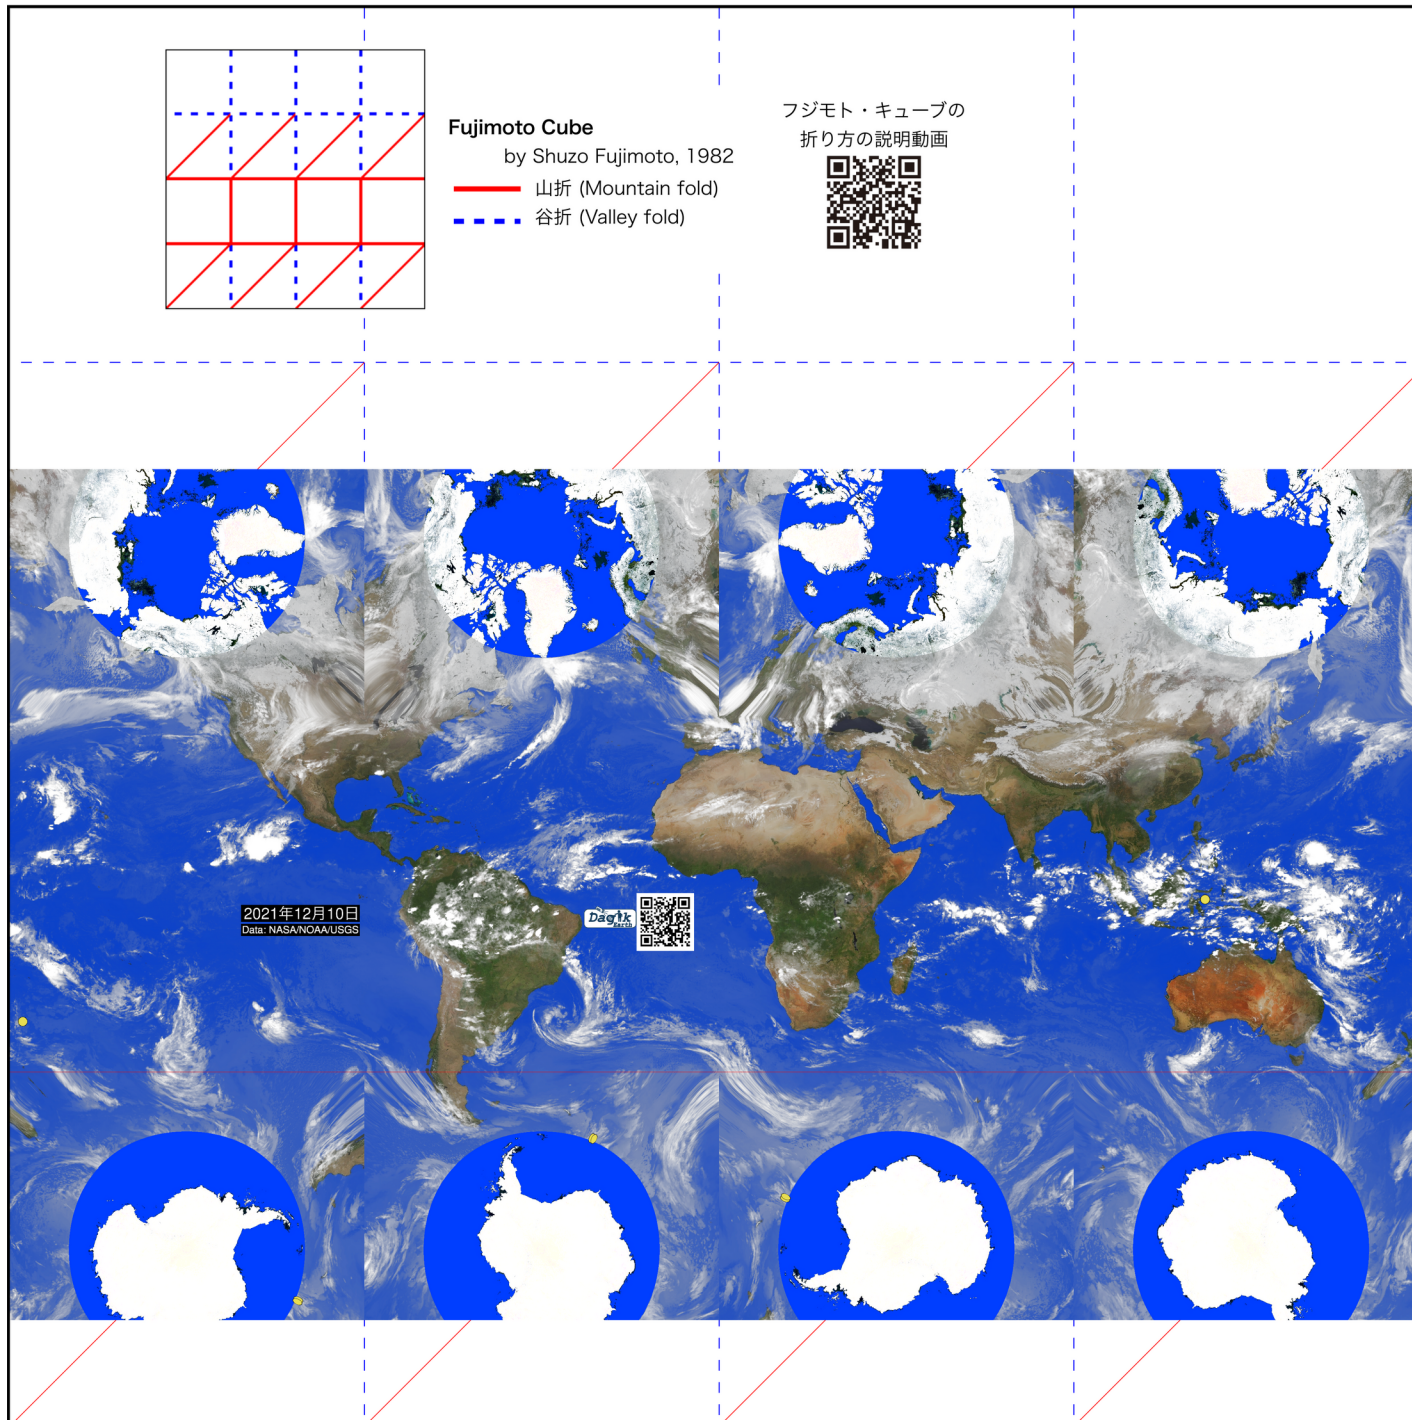 フジモト・キューブの
折り方の説明動画
Fujimoto Cube
by Shuzo Fujimoto, 1982
山折 (Mountain fold)
谷折 (Valley fold)
2021年12月10日
Data: NASA/NOAA/USGS
Dagik
Earth